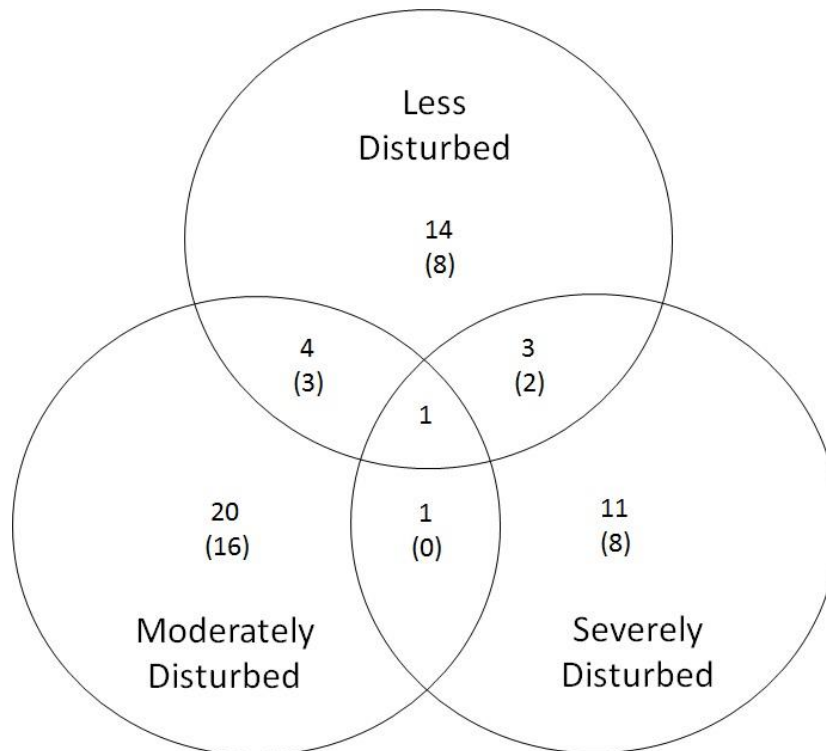 Less
Disturbed
14
(8)
4
(3)
3
(2)
1
20
(16)
1
(0)
11
(8)
Moderately
Disturbed
Severely
Disturbed